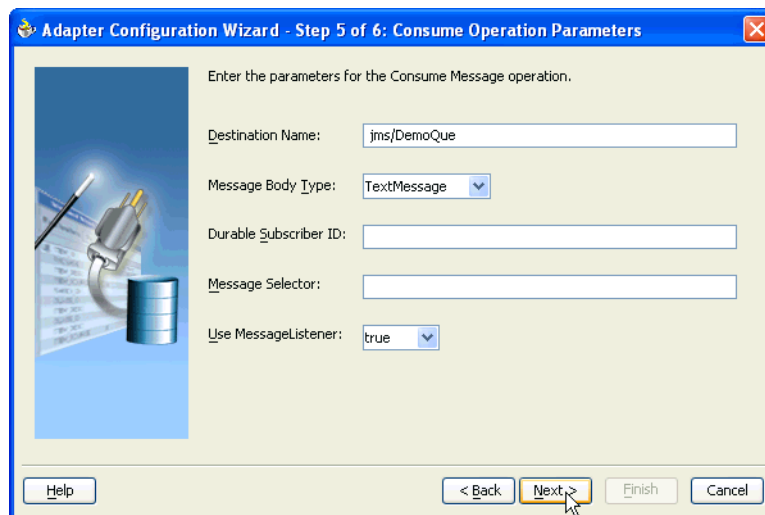 Adapter Configuration Wizard - Step 5 of 6: Consume Operation Parameters
Enter the parameters for the Consume Message operation.
Destination Name: jms/DemoQue
Message Body Type: TextMessage
Durable Subscriber ID:
Message Selector:
Use MessageListener: true
Help < Back Next > Finish Cancel